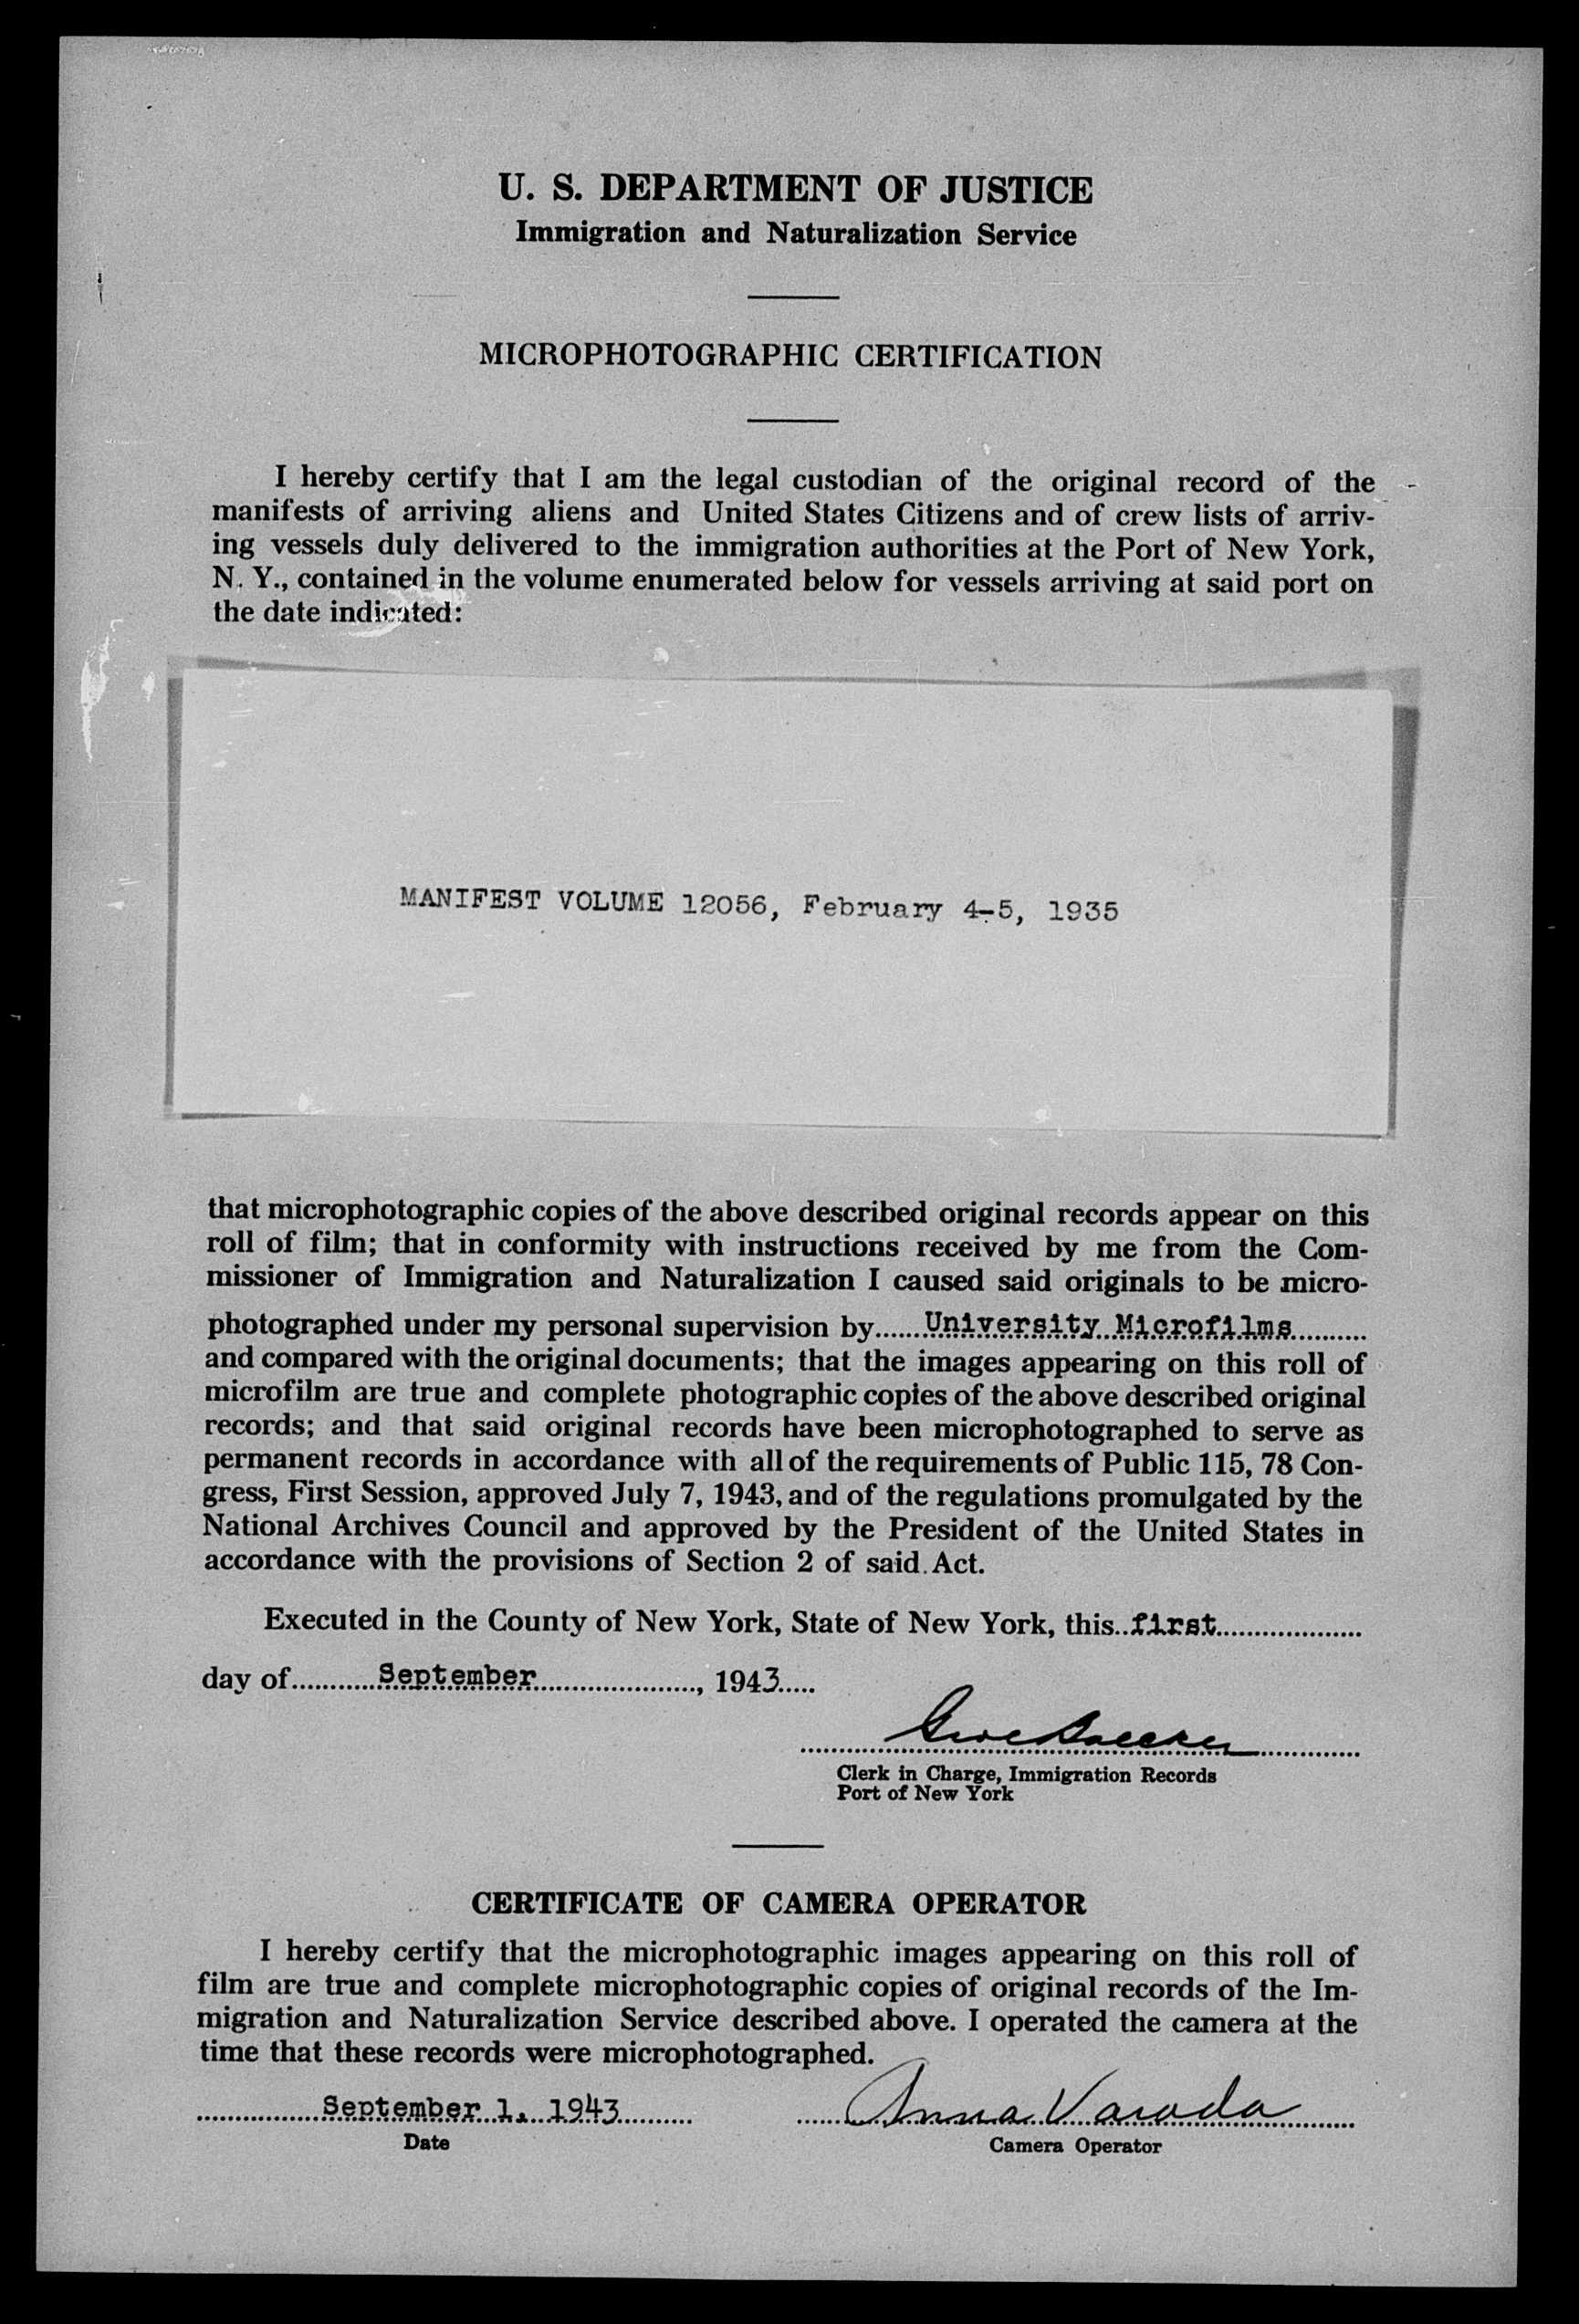 U. S. DEPARTMENT OF JUSTICE
Immigration and Naturalization Service
MICROPHOTOGRAPHIC CERTIFICATION
I hereby certify that I am the legal custodian of the original record of the
manifests of arriving aliens and United States Citizens and of crew lists of arriv-
ing vessels duly delivered to the immigration authorities at the Port of New York,
N. Y., contained in the volume enumerated below for vessels arriving at said port on
the date indicated:
MANIFEST VOLUME 12056, February 4-5, 1935
that microphotographic copies of the above described original records appear on this
roll of film; that in conformity with instructions received by me from the Com-
missioner of Immigration and Naturalization I caused said originals to be micro-
photographed under my personal supervision by......University Microfilms..........
and compared with the original documents; that the images appearing on this roll of
microfilm are true and complete photographic copies of the above described original
records; and that said original records have been microphotographed to serve as
permanent records in accordance with all of the requirements of Public 115, 78 Con-
gress, First Session, approved July 7, 1943, and of the regulations promulgated by the
National Archives Council and approved by the President of the United States in
accordance with the provisions of Section 2 of said Act.
Executed in the County of New York, State of New York, this..first...................
day of...........September....................., 1943.....
Clerk in Charge, Immigration Records
Port of New York
CERTIFICATE OF CAMERA OPERATOR
I hereby certify that the microphotographic images appearing on this roll of
film are true and complete microphotographic copies of original records of the Im-
migration and Naturalization Service described above. I operated the camera at the
time that these records were microphotographed.
September 1, 1943 Anna Varada
Date Camera Operator